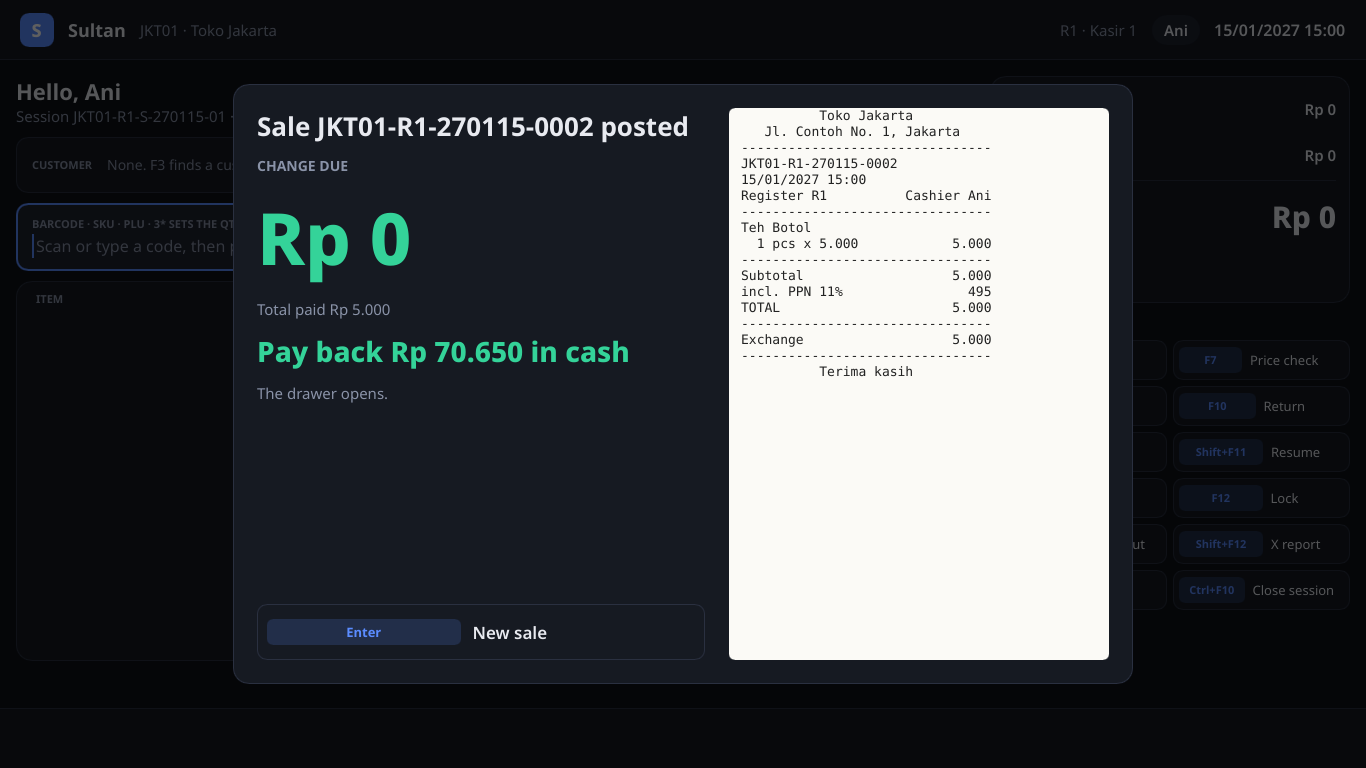 S Sultan JKT01 · Toko Jakarta R1 · Kasir 1 Ani 15/01/2027 15:00
Hello, Ani
Session JKT01-R1-S-270115-01 ·
CUSTOMER None. F3 finds a cu
BARCODE · SKU · PLU · 3* SETS THE QT
Scan or type a code, then p
ITEM
Sale JKT01-R1-270115-0002 posted
CHANGE DUE
Rp 0
Total paid Rp 5.000
Pay back Rp 70.650 in cash
The drawer opens.
Enter New sale
Toko Jakarta
Jl. Contoh No. 1, Jakarta
--------------------------------
JKT01-R1-270115-0002
15/01/2027 15:00
Register R1 Cashier Ani
--------------------------------
Teh Botol
1 pcs x 5.000 5.000
--------------------------------
Subtotal 5.000
incl. PPN 11% 495
TOTAL 5.000
--------------------------------
Exchange 5.000
--------------------------------
Terima kasih
Rp 0
Rp 0
Rp 0
F7 Price check
F10 Return
Shift+F11 Resume
F12 Lock
ut Shift+F12 X report
Ctrl+F10 Close session